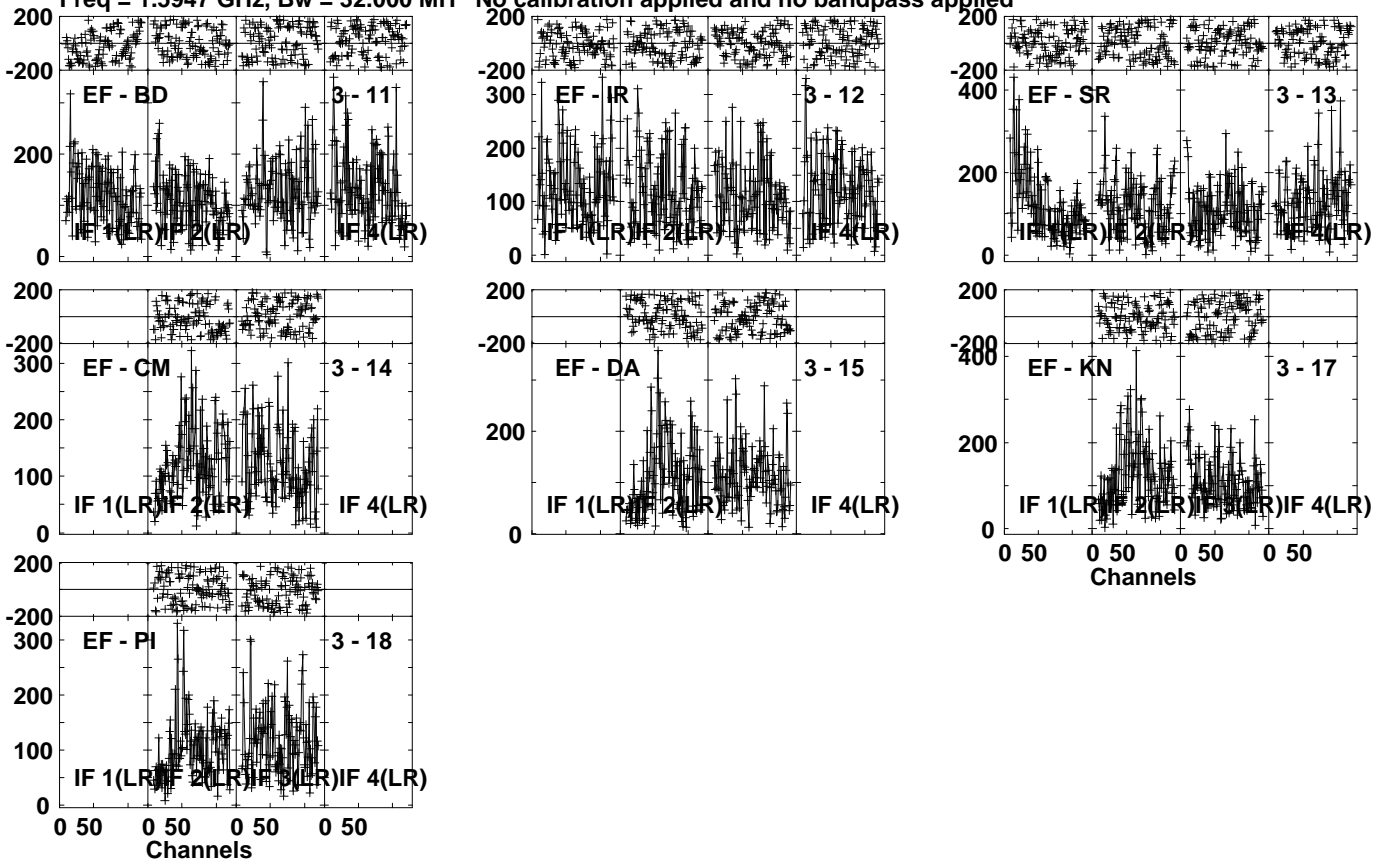 Freq = 1.5947 GHz, Bw = 32.000 MH No calibration applied and no bandpass applied
200 200 200
-200 -200 -200
EF - BD 3 - 11 EF - IR 3 - 12 EF - SR 3 - 13
300 400
200 200 200
100
IF 1(LR) IF 2(LR) IF 4(LR) IF 1(LR) IF 2(LR) IF 4(LR) IF 1(LR) IF 2(LR) IF 4(LR)
0 0 0
200 200 200
-200 -200 -200
300 400
EF - CM 3 - 14 EF - DA 3 - 15 EF - KN 3 - 17
200 200 200
100
IF 1(LR) IF 2(LR) IF 4(LR) IF 1(LR) IF 2(LR) IF 4(LR) IF 1(LR) IF 2(LR) IF 3(LR) IF 4(LR)
0 0 0
0 50 0 50 0 50 0 50
Channels
200
-200
300 EF - PI 3 - 18
200
100
IF 1(LR) IF 2(LR) IF 3(LR) IF 4(LR)
0
0 50 0 50 0 50 0 50
Channels